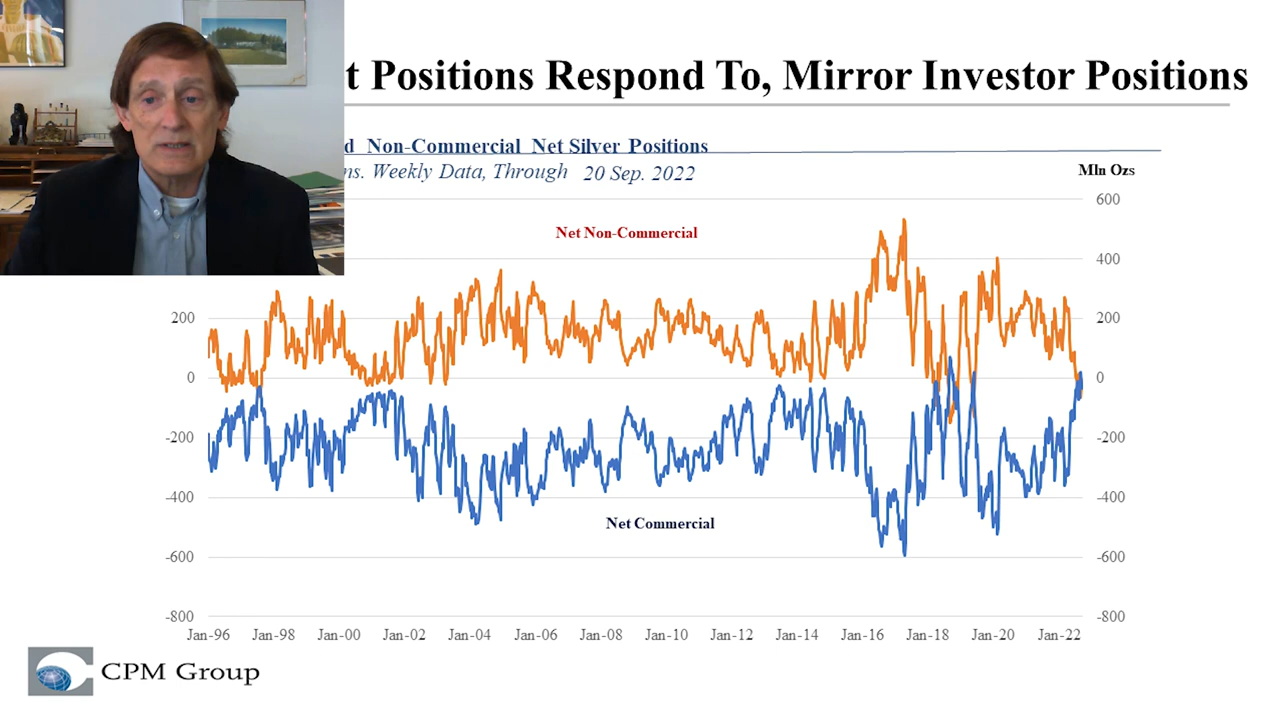 t Positions Respond To, Mirror Investor Positions
d Non-Commercial Net Silver Positions
ns. Weekly Data, Through 20 Sep. 2022
Mln Ozs
600
Net Non-Commercial
400
200 200
0 0
-200 -200
-400 -400
Net Commercial
-600 -600
-800 -800
Jan-96 Jan-98 Jan-00 Jan-02 Jan-04 Jan-06 Jan-08 Jan-10 Jan-12 Jan-14 Jan-16 Jan-18 Jan-20 Jan-22
CPM Group